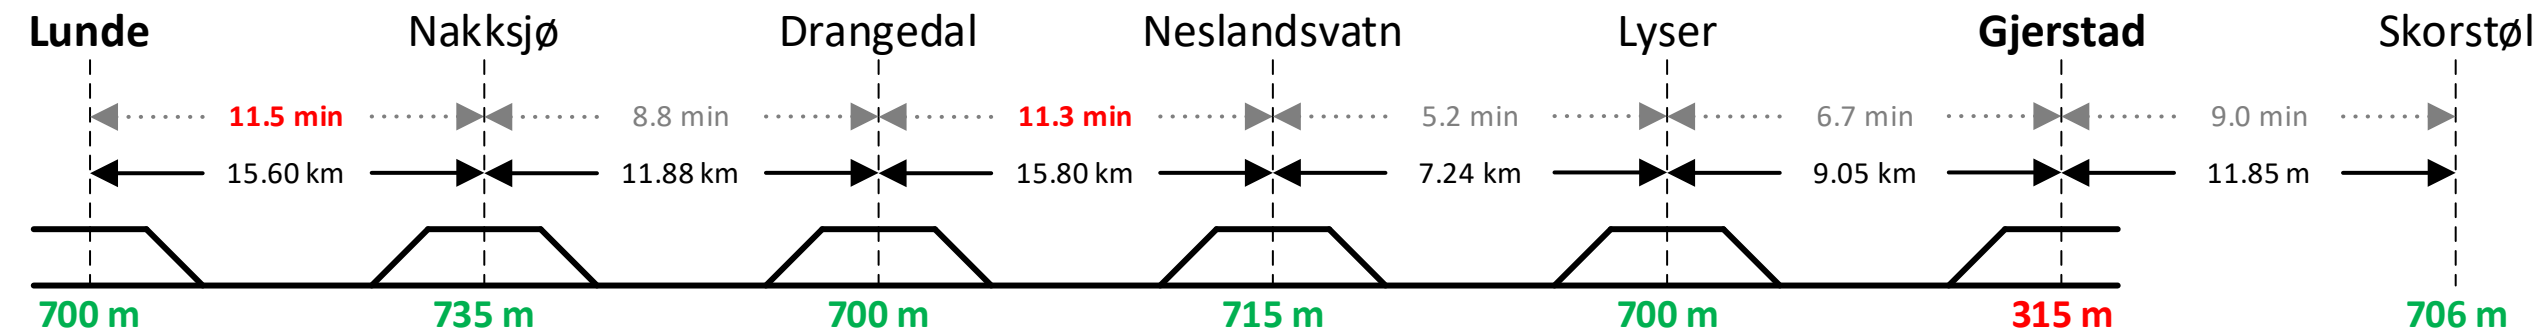 Lunde Nakksjø Drangedal Neslandsvatn Lyser Gjerstad Skorstøl
11.5 min 8.8 min 11.3 min 5.2 min 6.7 min 9.0 min
15.60 km 11.88 km 15.80 km 7.24 km 9.05 km 11.85 m
700 m 735 m 700 m 715 m 700 m 315 m 706 m